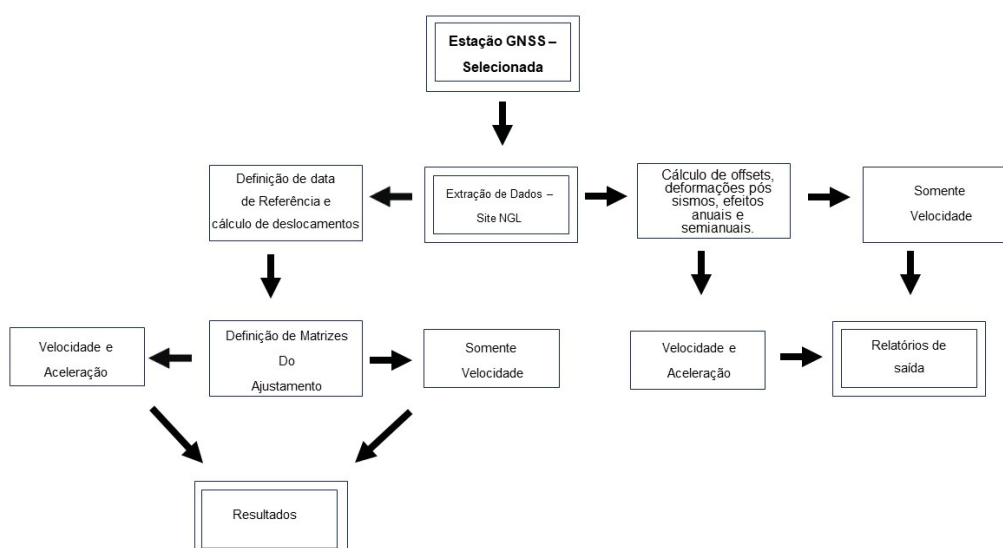 Estação GNSS –
Selecionada
Definição de data
de Referência e
cálculo de deslocamentos
Extração de Dados –
Site NGL
Cálculo de offsets,
deformações pós
sismos, efeitos
anuais e
semianuais.
Somente
Velocidade
Velocidade e
Aceleração
Definição de Matrizes
Do
Ajustamento
Somente
Velocidade
Velocidade e
Aceleração
Relatórios de
saída
Resultados